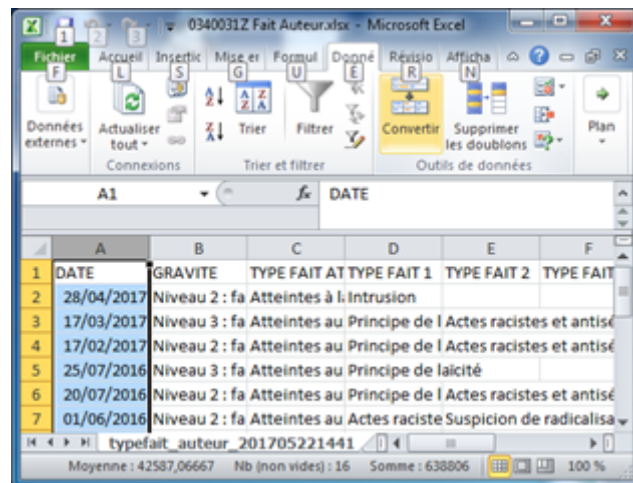 0340031Z Fait Auteur.xlsx - Microsoft Excel
1 2 3
Fichier Accueil Insertic Mise er Formul Donné Révisio Afficha
F L S G U É R N
Données externes
Actualiser tout
Trier
Filtrer
Convertir
Supprimer les doublons
Plan
Connexions Trier et filtrer Outils de données
A1 fx DATE
A B C D E F
1 DATE GRAVITE TYPE FAIT AT TYPE FAIT 1 TYPE FAIT 2 TYPE FAIT
2 28/04/2017 Niveau 2 : fa Atteintes à la Intrusion
3 17/03/2017 Niveau 3 : fa Atteintes au Principe de l Actes racistes et antisé
4 17/02/2017 Niveau 2 : fa Atteintes au Principe de l Actes racistes et antisé
5 25/07/2016 Niveau 3 : fa Atteintes au Principe de laïcité
6 20/07/2016 Niveau 2 : fa Atteintes au Principe de l Actes racistes et antisé
7 01/06/2016 Niveau 2 : fa Atteintes au Actes raciste Suspicion de radicalisa
typefait_auteur_201705221441
Moyenne : 42587,06667 Nb (non vides) : 16 Somme : 638806 100 %